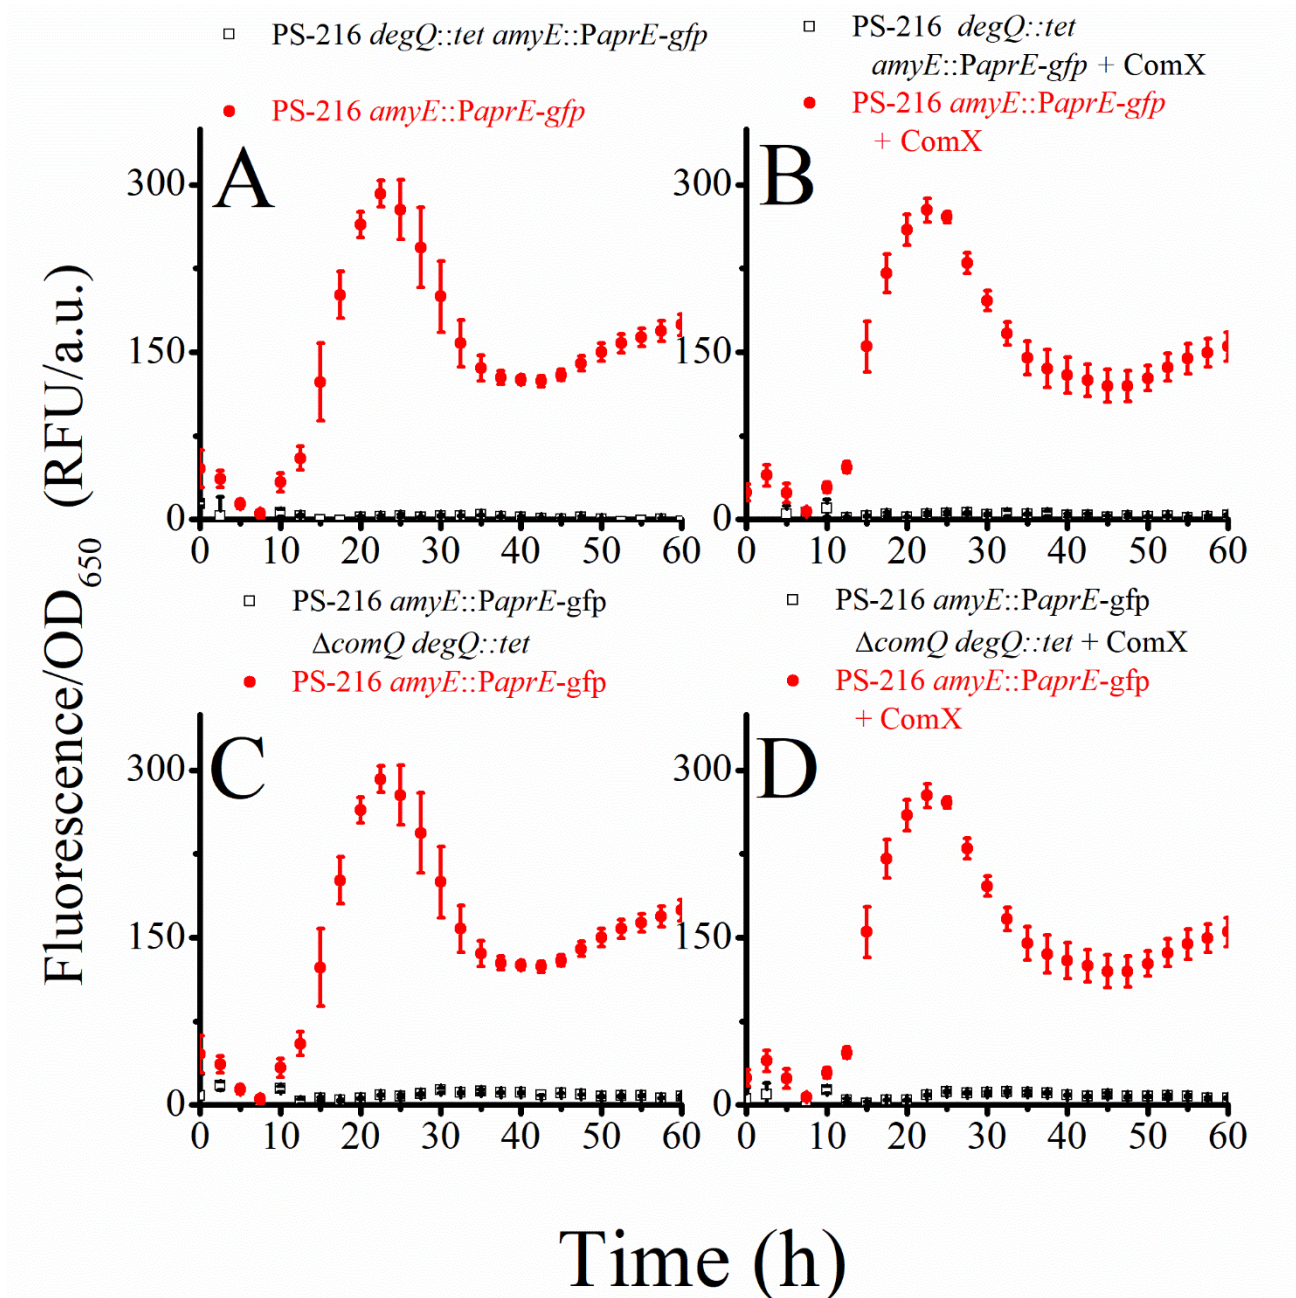 PS-216 degQ::tet amyE::PaprE-gfp
PS-216 amyE::PaprE-gfp
PS-216 degQ::tet
amyE::PaprE-gfp + ComX
PS-216 amyE::PaprE-gfp
+ ComX
A
300
150
0
0 10 20 30 40 50 60
B
300
150
0
0 10 20 30 40 50 60
PS-216 amyE::PaprE-gfp
ΔcomQ degQ::tet
PS-216 amyE::PaprE-gfp
PS-216 amyE::PaprE-gfp
ΔcomQ degQ::tet + ComX
PS-216 amyE::PaprE-gfp
+ ComX
C
300
150
0
0 10 20 30 40 50 60
D
300
150
0
0 10 20 30 40 50 60
Fluorescence/OD650 (RFU/a.u.)
Time (h)